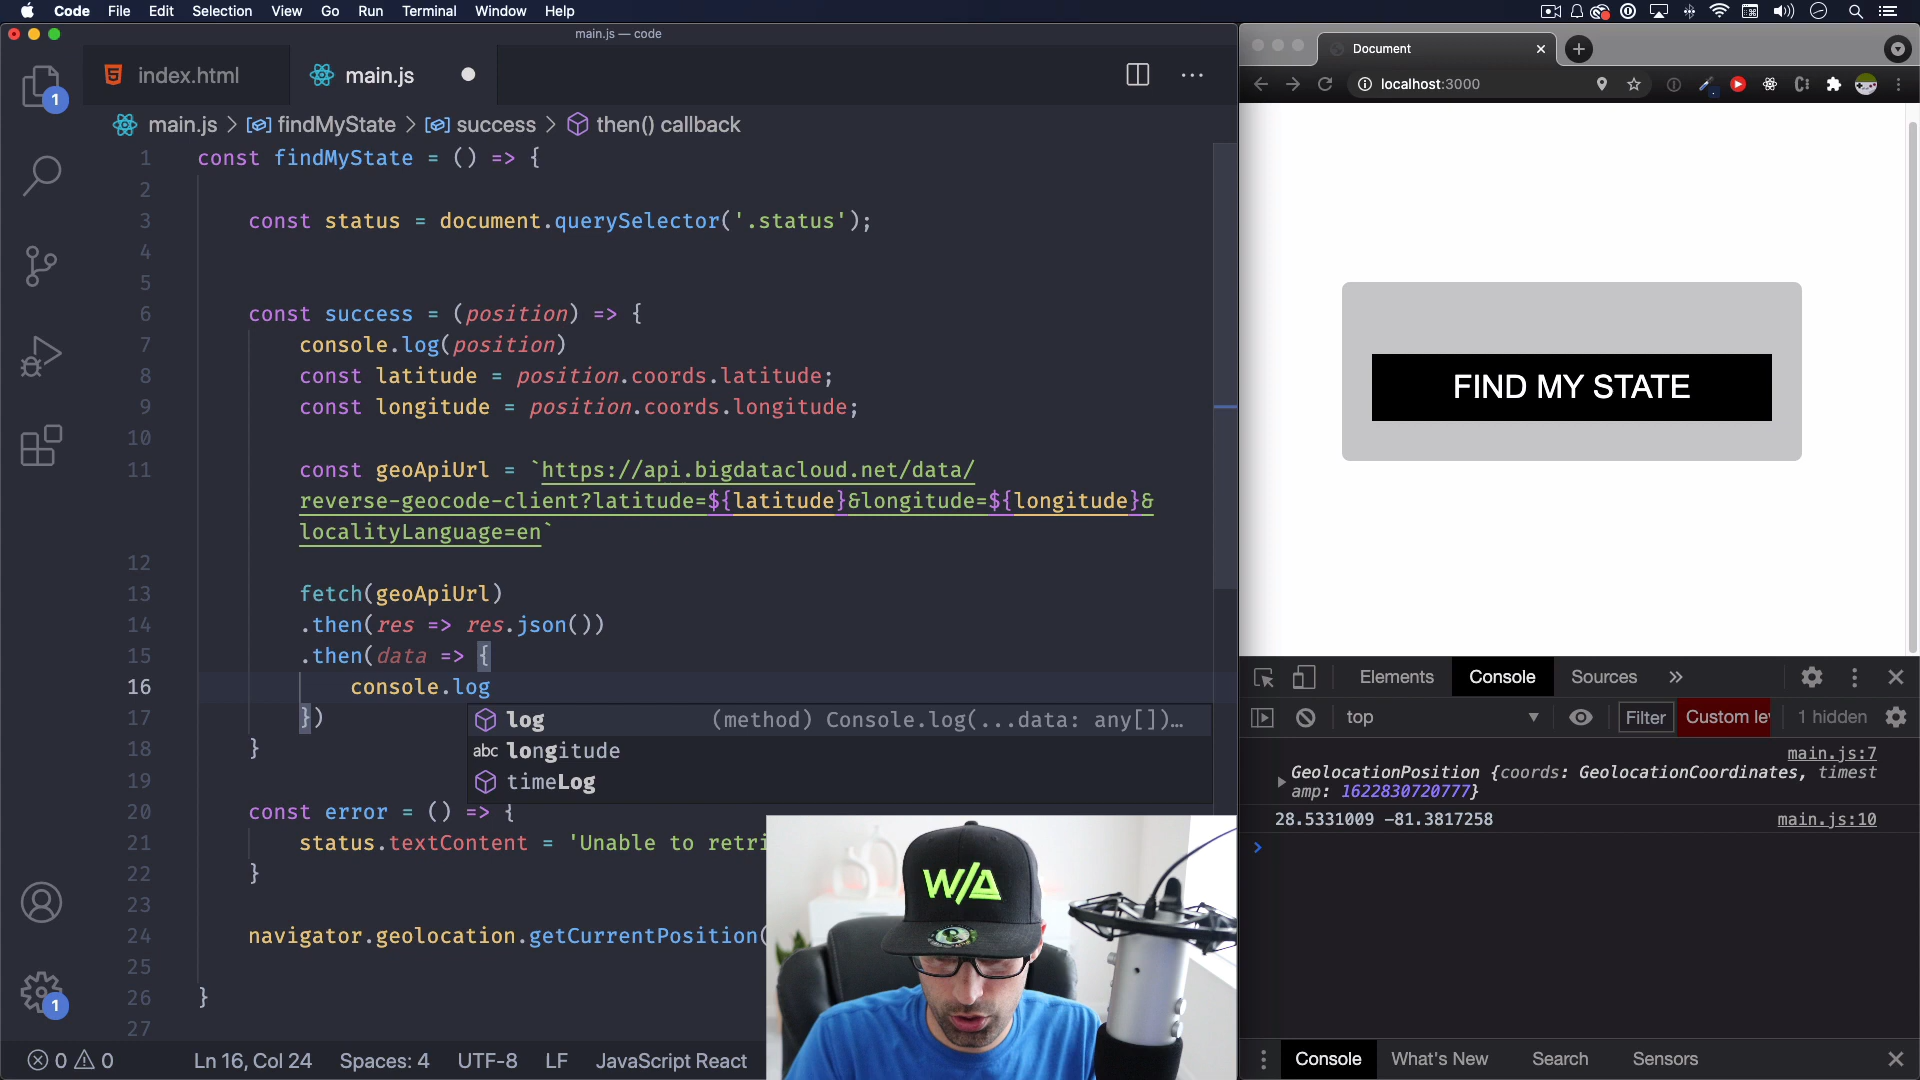 Code File Edit Selection View Go Run Terminal Window Help
main.js — code
index.html
main.js
main.js > findMyState > success > then() callback
1 const findMyState = () => {
2
3 const status = document.querySelector('.status');
4
5
6 const success = (position) => {
7 console.log(position)
8 const latitude = position.coords.latitude;
9 const longitude = position.coords.longitude;
10
11 const geoApiUrl = `https://api.bigdatacloud.net/data/
reverse-geocode-client?latitude=${latitude}&longitude=${longitude}&
localityLanguage=en`
12
13 fetch(geoApiUrl)
14 .then(res => res.json())
15 .then(data => {
16 console.log
17 })
log (method) Console.log(...data: any[])…
18 }
abc longitude
19
timeLog
20 const error = () => {
21 status.textContent = 'Unable to retri
22 }
23
24 navigator.geolocation.getCurrentPosition(
25
26 }
27
1
1
0 0 Ln 16, Col 24 Spaces: 4 UTF-8 LF JavaScript React
W/A
Document
localhost:3000
FIND MY STATE
Elements Console Sources »
top Filter Custom le 1 hidden
main.js:7
GeolocationPosition {coords: GeolocationCoordinates, timest
amp: 1622830720777}
28.5331009 -81.3817258 main.js:10
Console What's New Search Sensors